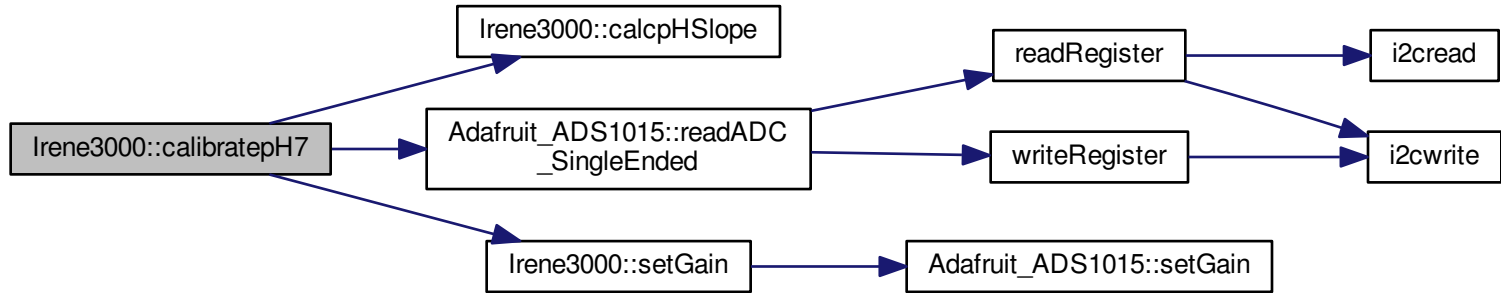 Irene3000::calibratepH7
Irene3000::calcpHSlope
Adafruit_ADS1015::readADC
_SingleEnded
Irene3000::setGain
readRegister
writeRegister
Adafruit_ADS1015::setGain
i2cread
i2cwrite